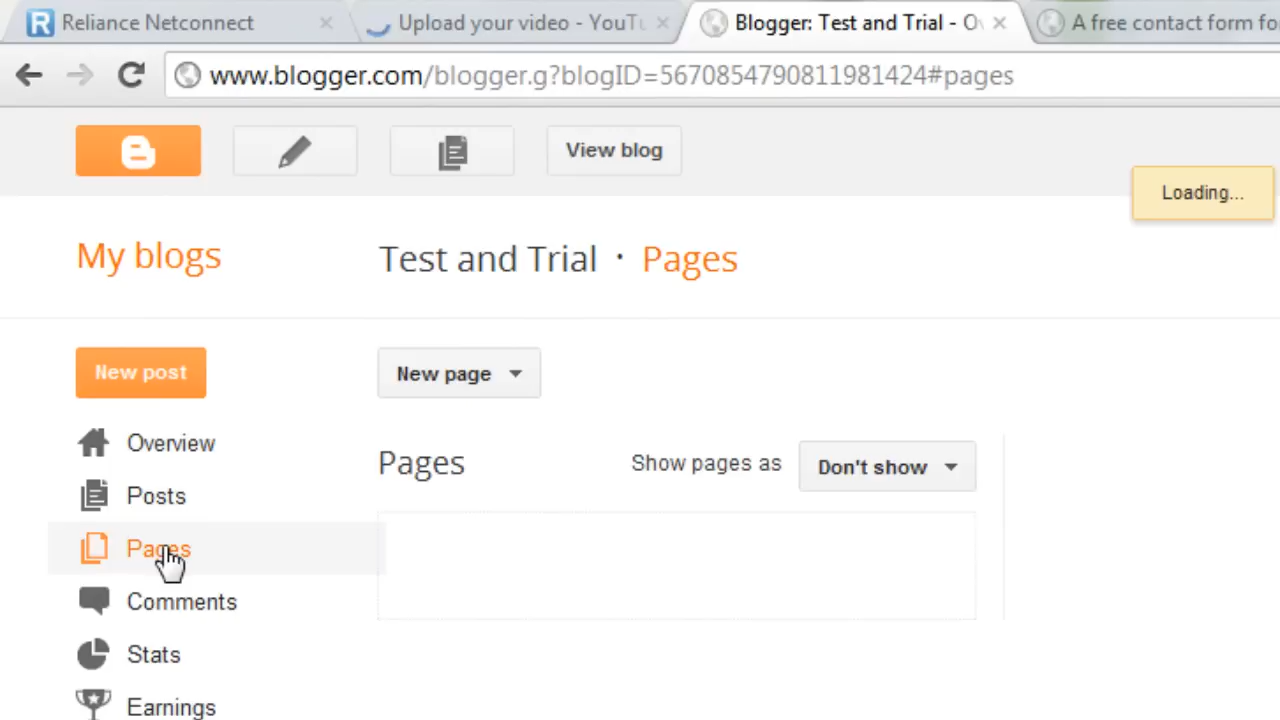 Reliance Netconnect
Upload your video - YouTu
Blogger: Test and Trial - Ov
A free contact form fo
www.blogger.com/blogger.g?blogID=5670854790811981424#pages
View blog
Loading...
My blogs
Test and Trial · Pages
New post
New page
Overview
Pages
Show pages as
Don't show
Posts
Pages
Comments
Stats
Earnings